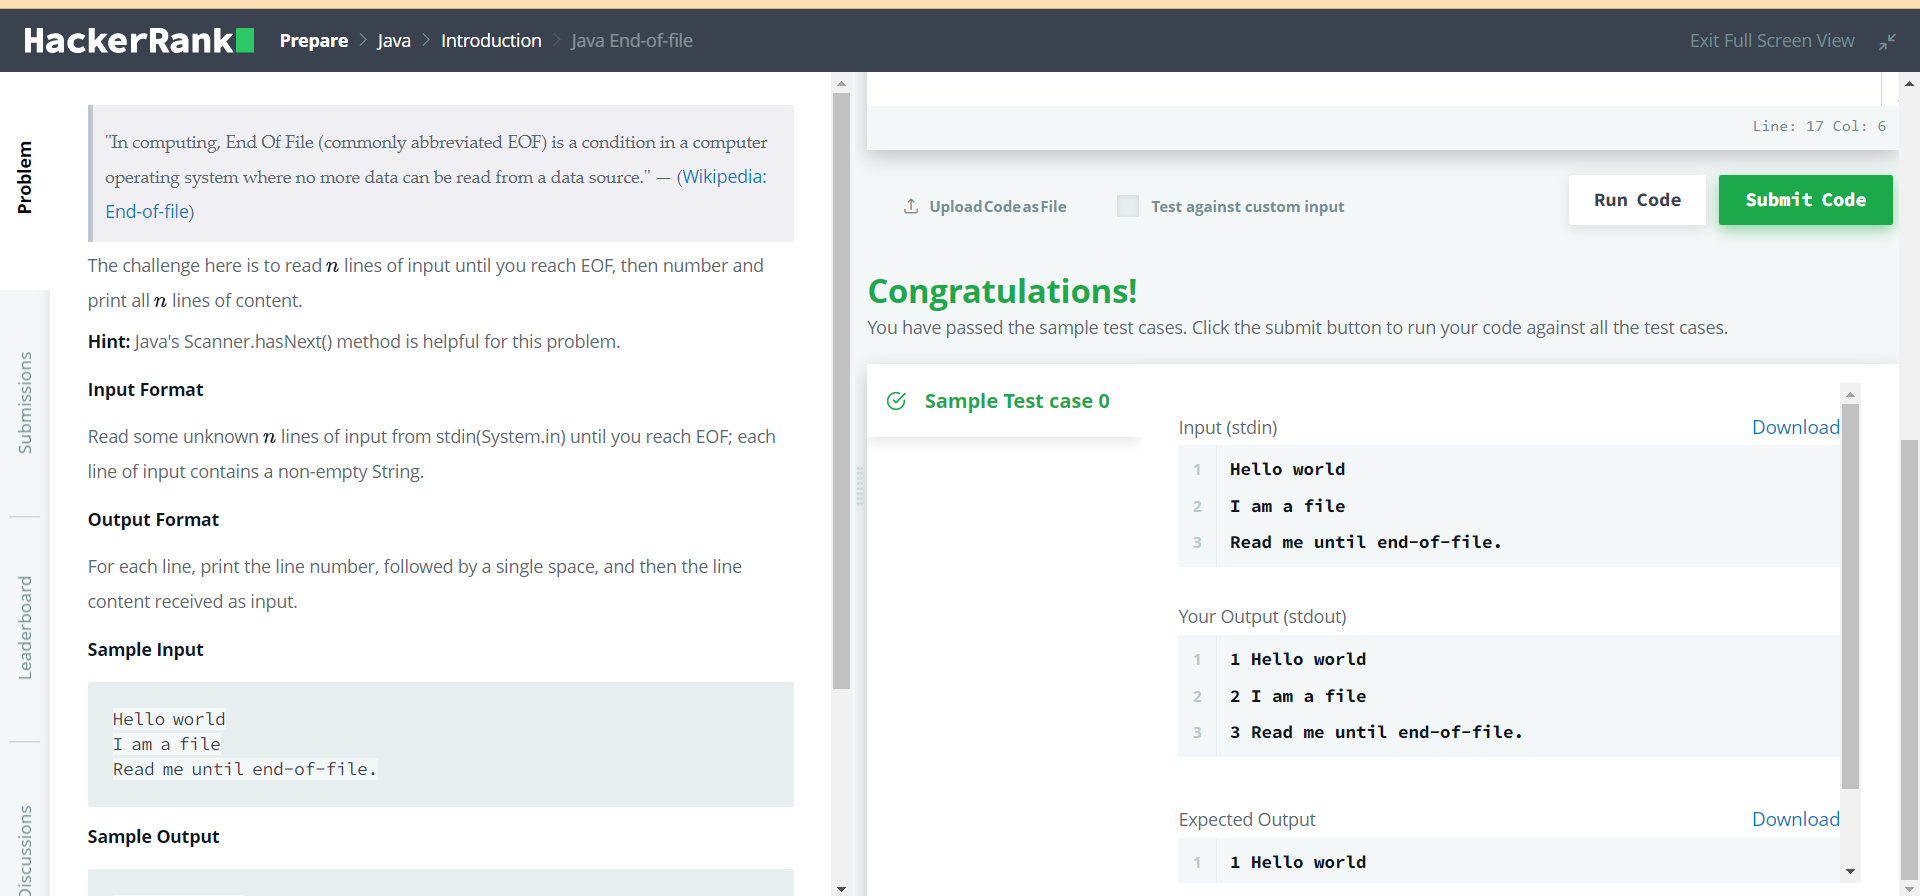 HackerRank
Prepare > Java > Introduction > Java End-of-file
Exit Full Screen View
Problem
Submissions
Leaderboard
Discussions
"In computing, End Of File (commonly abbreviated EOF) is a condition in a computer
operating system where no more data can be read from a data source." — (Wikipedia:
End-of-file)
The challenge here is to read n lines of input until you reach EOF, then number and
print all n lines of content.
Hint: Java's Scanner.hasNext() method is helpful for this problem.
Input Format
Read some unknown n lines of input from stdin(System.in) until you reach EOF; each
line of input contains a non-empty String.
Output Format
For each line, print the line number, followed by a single space, and then the line
content received as input.
Sample Input
Hello world
I am a file
Read me until end-of-file.
Sample Output
Line: 17 Col: 6
Upload Code as File
Test against custom input
Run Code
Submit Code
Congratulations!
You have passed the sample test cases. Click the submit button to run your code against all the test cases.
Sample Test case 0
Input (stdin)
Download
1 Hello world
2 I am a file
3 Read me until end-of-file.
Your Output (stdout)
1 1 Hello world
2 2 I am a file
3 3 Read me until end-of-file.
Expected Output
Download
1 1 Hello world